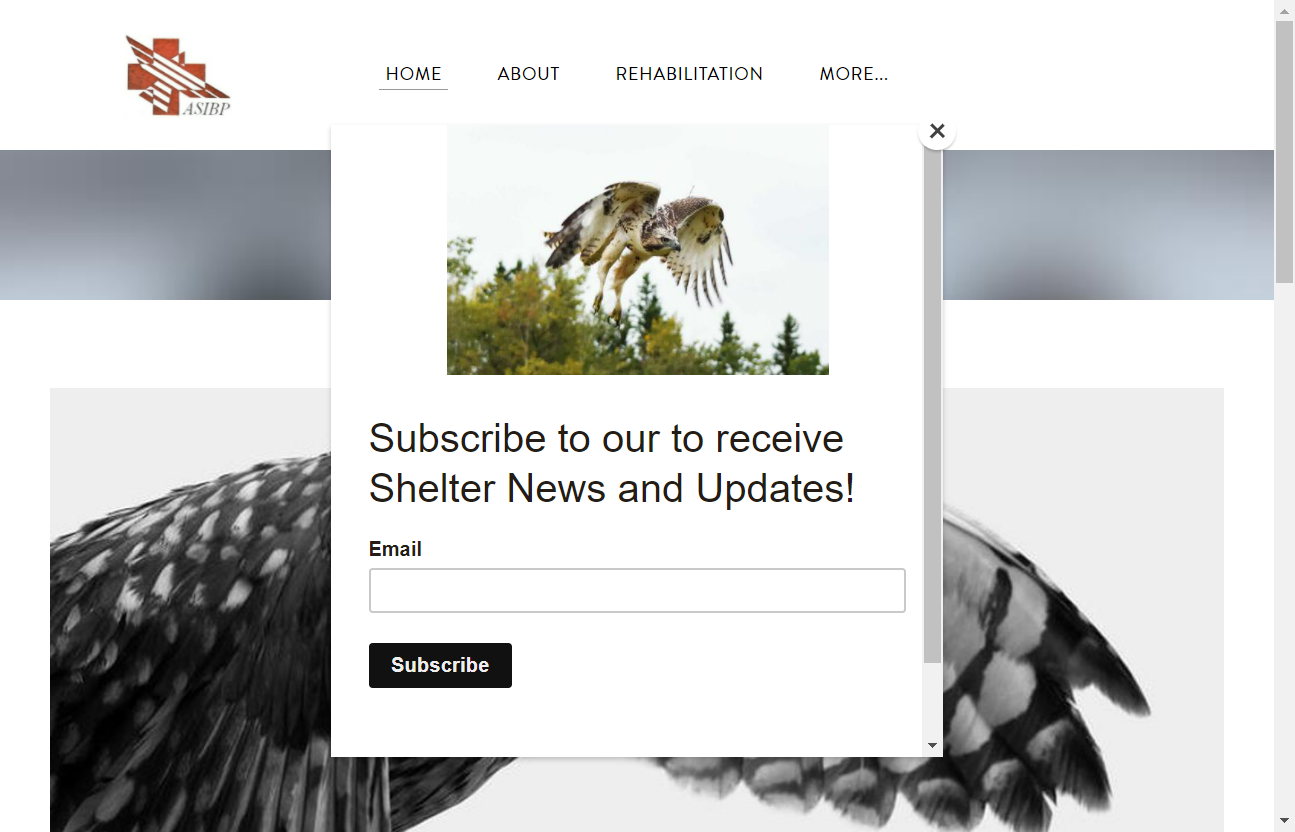 ASIBP
HOME
ABOUT
REHABILITATION
MORE...
Subscribe to our to receive
Shelter News and Updates!
Email
Subscribe